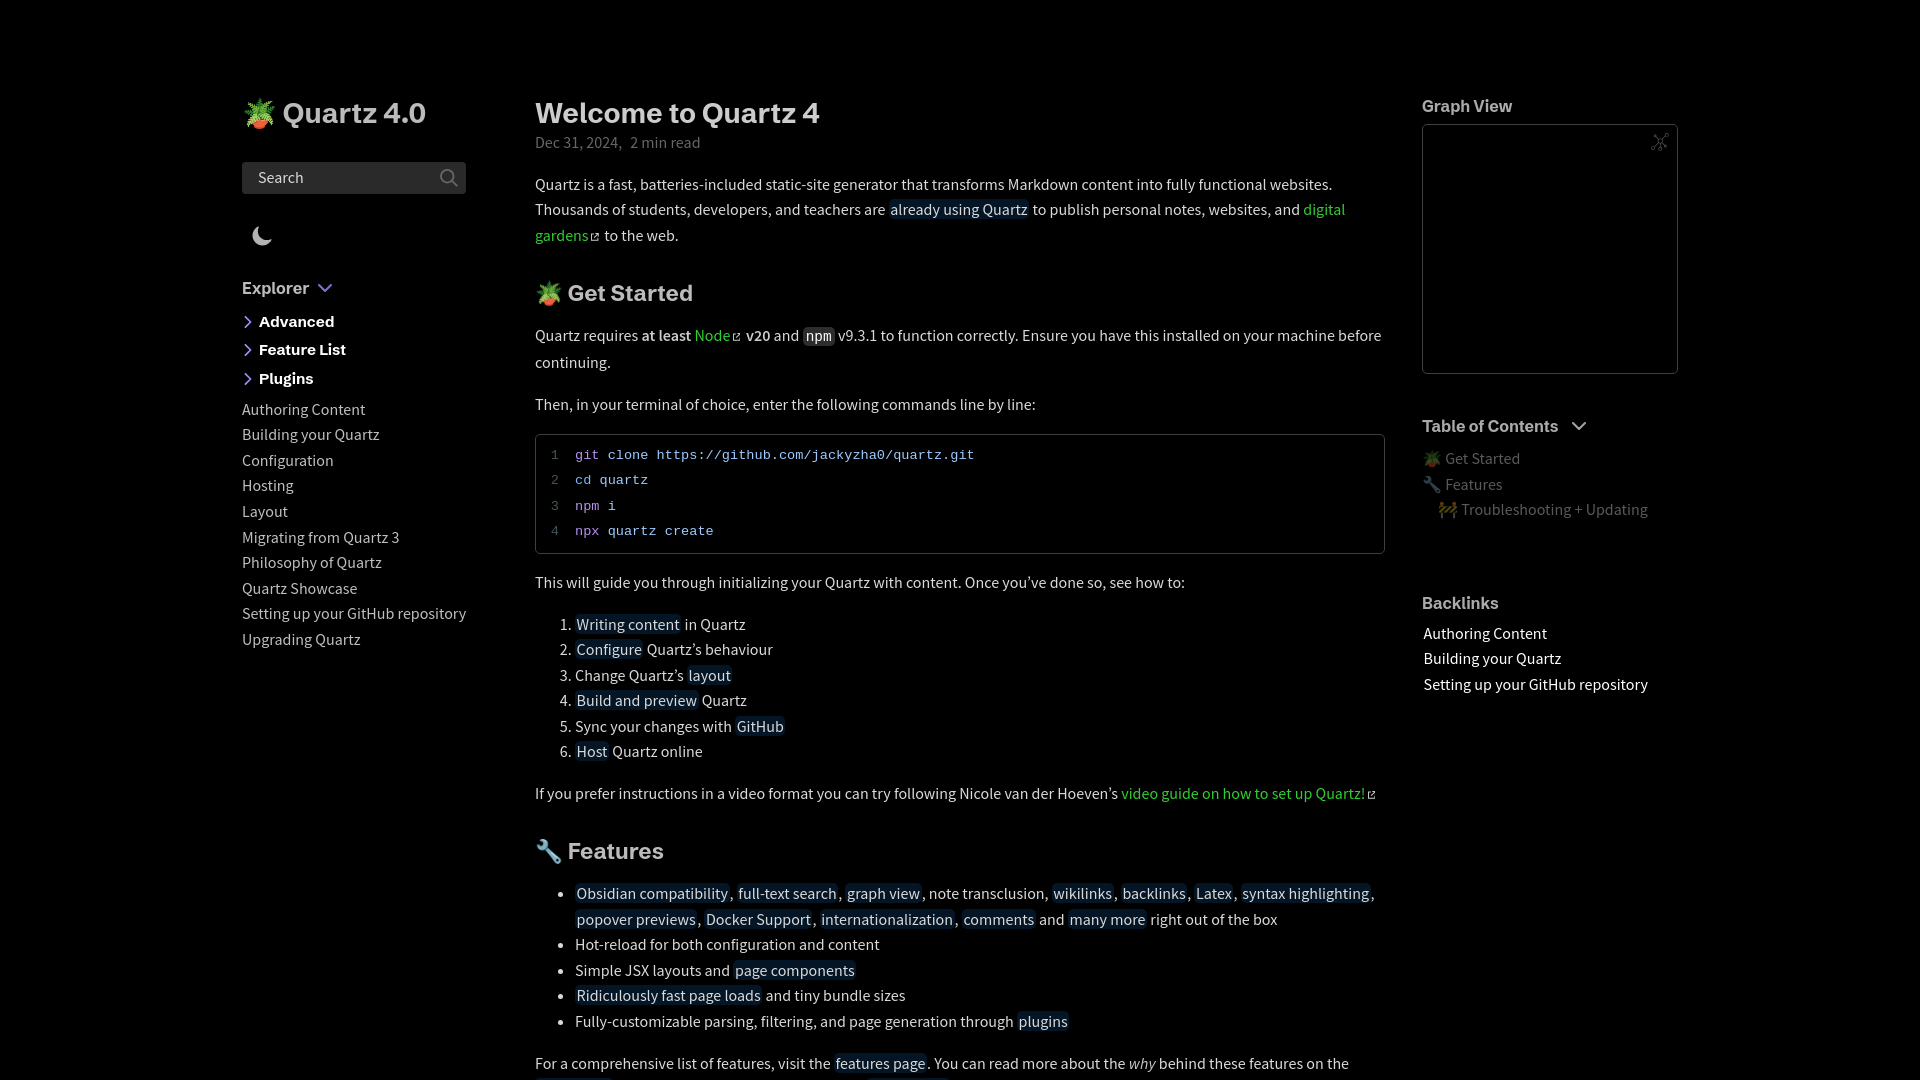 🪴 Quartz 4.0
Search
Explorer
Advanced
Feature List
Plugins
Authoring Content
Building your Quartz
Configuration
Hosting
Layout
Migrating from Quartz 3
Philosophy of Quartz
Quartz Showcase
Setting up your GitHub repository
Upgrading Quartz
Welcome to Quartz 4
Dec 31, 2024, 2 min read
Quartz is a fast, batteries-included static-site generator that transforms Markdown content into fully functional websites.
Thousands of students, developers, and teachers are already using Quartz to publish personal notes, websites, and digital
gardens to the web.
🪴 Get Started
Quartz requires at least Node v20 and npm v9.3.1 to function correctly. Ensure you have this installed on your machine before
continuing.
Then, in your terminal of choice, enter the following commands line by line:
1 git clone https://github.com/jackyzha0/quartz.git
2 cd quartz
3 npm i
4 npx quartz create
This will guide you through initializing your Quartz with content. Once you’ve done so, see how to:
1. Writing content in Quartz
2. Configure Quartz’s behaviour
3. Change Quartz’s layout
4. Build and preview Quartz
5. Sync your changes with GitHub
6. Host Quartz online
If you prefer instructions in a video format you can try following Nicole van der Hoeven’s video guide on how to set up Quartz!
🔧 Features
• Obsidian compatibility, full-text search, graph view, note transclusion, wikilinks, backlinks, Latex, syntax highlighting,
popover previews, Docker Support, internationalization, comments and many more right out of the box
• Hot-reload for both configuration and content
• Simple JSX layouts and page components
• Ridiculously fast page loads and tiny bundle sizes
• Fully-customizable parsing, filtering, and page generation through plugins
For a comprehensive list of features, visit the features page. You can read more about the why behind these features on the
Graph View
Table of Contents
🪴 Get Started
🔧 Features
🚧 Troubleshooting + Updating
Backlinks
Authoring Content
Building your Quartz
Setting up your GitHub repository